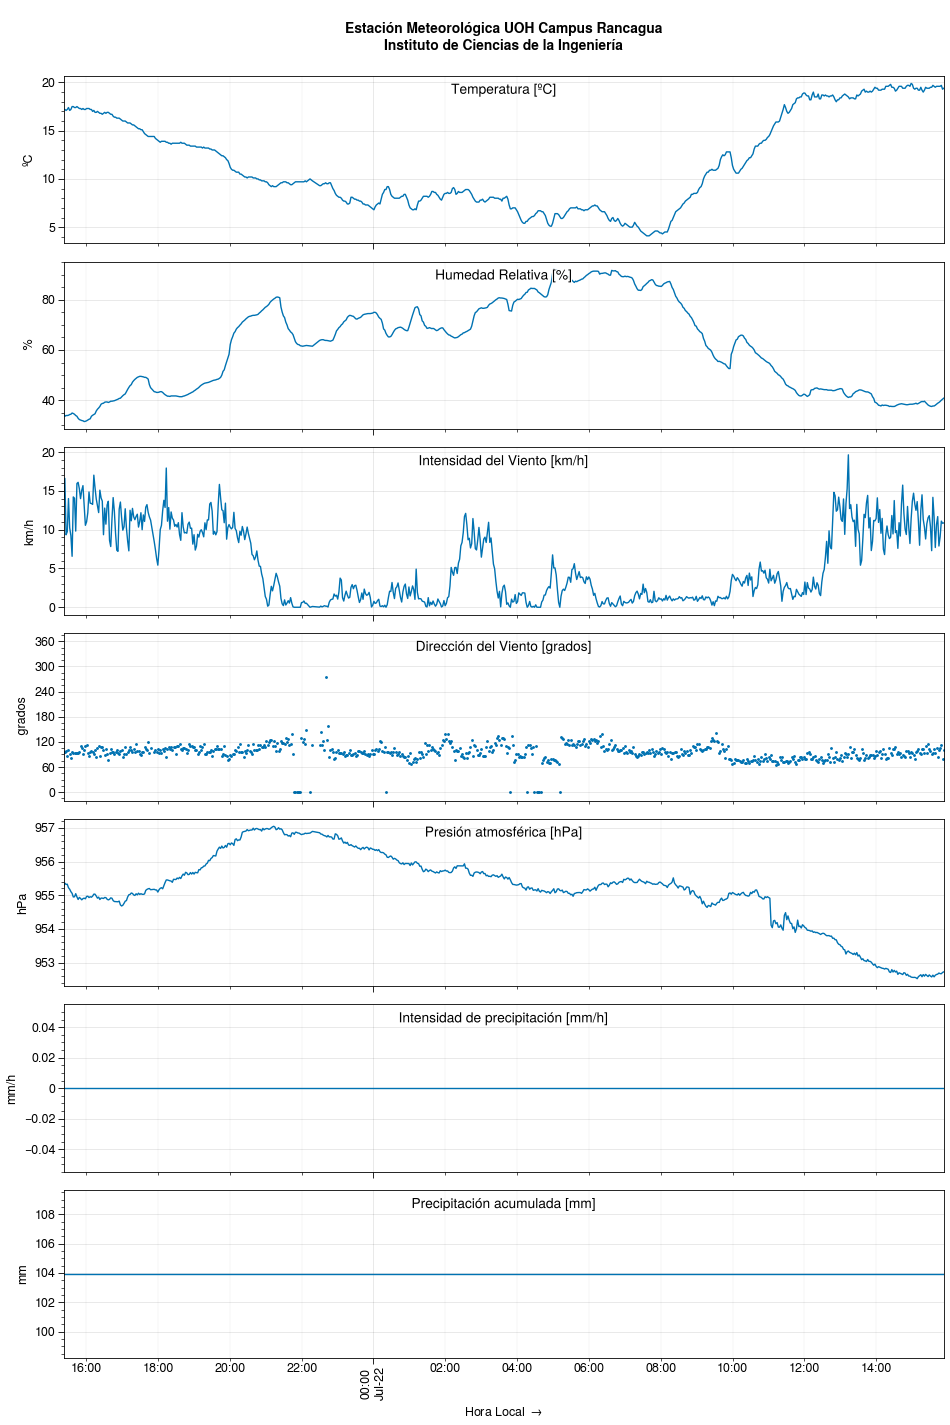 Estación Meteorológica UOH Campus Rancagua
Instituto de Ciencias de la Ingeniería
Temperatura [ºC]
20
15
10
5
ºC
Humedad Relativa [%]
80
60
40
%
Intensidad del Viento [km/h]
20
15
10
5
0
km/h
Dirección del Viento [grados]
360
300
240
180
120
60
0
grados
Presión atmosférica [hPa]
957
956
955
954
953
hPa
Intensidad de precipitación [mm/h]
0.04
0.02
0
−0.02
−0.04
mm/h
Precipitación acumulada [mm]
108
106
104
102
100
mm
16:00 18:00 20:00 22:00 00:00 02:00 04:00 06:00 08:00 10:00 12:00 14:00
Jul-22
Hora Local →